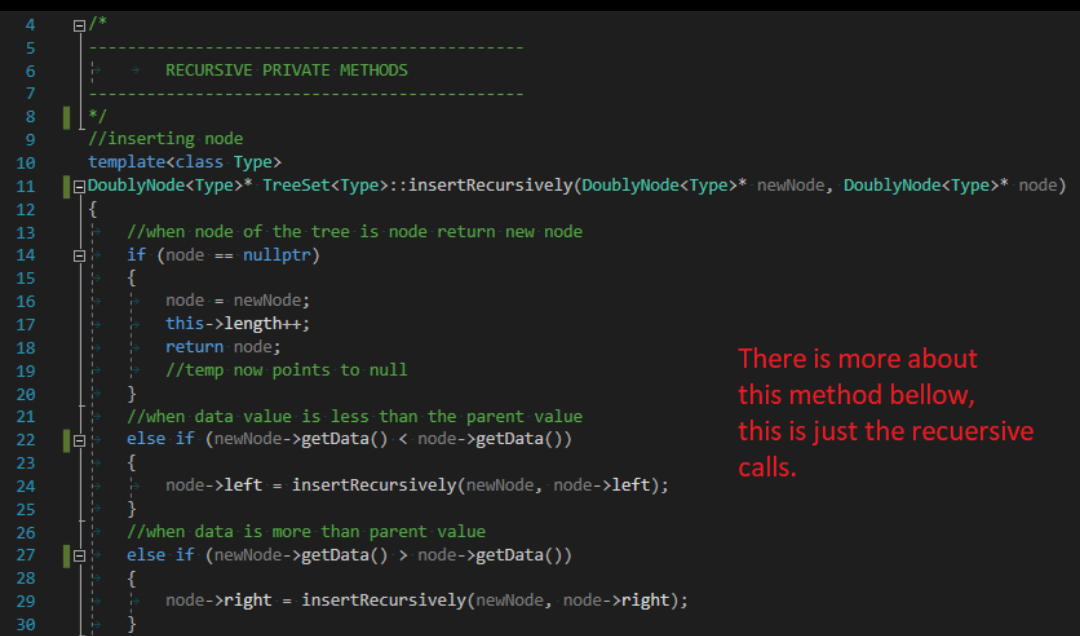 4 /*
5 ---------------------------------------------
6 RECURSIVE PRIVATE METHODS
7 ---------------------------------------------
8 */
9 //inserting node
10 template<class Type>
11 DoublyNode<Type>* TreeSet<Type>::insertRecursively(DoublyNode<Type>* newNode, DoublyNode<Type>* node)
12 {
13 //when node of the tree is node return new node
14 if (node == nullptr)
15 {
16 node = newNode;
17 this->length++;
18 return node;
19 //temp now points to null
20 }
21 //when data value is less than the parent value
22 else if (newNode->getData() < node->getData())
23 {
24 node->left = insertRecursively(newNode, node->left);
25 }
26 //when data is more than parent value
27 else if (newNode->getData() > node->getData())
28 {
29 node->right = insertRecursively(newNode, node->right);
30 }
There is more about
this method bellow,
this is just the recuersive
calls.